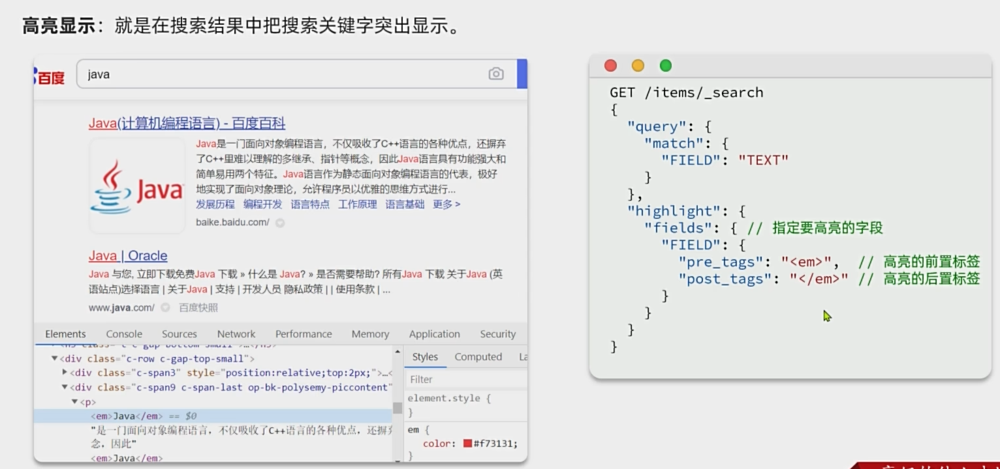 高亮显示：就是在搜索结果中把搜索关键字突出显示。
百度
java
Java(计算机编程语言) - 百度百科
Java是一门面向对象编程语言，不仅吸收了C++语言的各种优点，还摒弃
了C++里难以理解的多继承、指针等概念，因此Java语言具有功能强大和
简单易用两个特征。Java语言作为静态面向对象编程语言的代表，极好
地实现了面向对象理论，允许程序员以优雅的思维方式进行...
发展历程 编程开发 语言特点 工作原理 语言基础 更多 >
baike.baidu.com/
Java
Java | Oracle
Java 与您, 立即下载免费Java 下载 » 什么是 Java? » 是否需要帮助? 所有Java 下载 关于Java (英
语站点)选择语言 | 关于Java | 支持 | 开发人员 隐私政策 | | 使用条款 | ...
www.java.com/ 百度快照
Elements Console Sources Network Performance Memory Application Security
<div class="c-row c-gap-top-small">
<div class="c-span3" style="position:relative;top:2px;">…<
<div class="c-span9 c-span-last op-bk-polysemy-piccontent"
<p>
<em>Java</em> == $0
"是一门面向对象编程语言，不仅吸收了C++语言的各种优点，还摒弃
念，因此"
<em>Java</em>
Styles Computed La
Filter
element.style {
}
em {
color: #f73131;
}
GET /items/_search
{
"query": {
"match": {
"FIELD": "TEXT"
}
},
"highlight": {
"fields": { // 指定要高亮的字段
"FIELD": {
"pre_tags": "<em>", // 高亮的前置标签
"post_tags": "</em>" // 高亮的后置标签
}
}
}
}